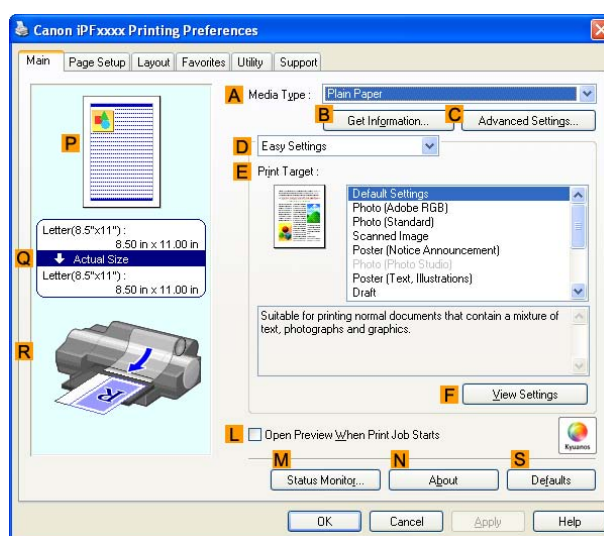 Canon iPFxxxx Printing Preferences
Main Page Setup Layout Favorites Utility Support
A Media Type : Plain Paper
B Get Information... C Advanced Settings...
D Easy Settings
E Print Target :
Default Settings
Photo (Adobe RGB)
Photo (Standard)
Scanned Image
Poster (Notice Announcement)
Photo (Photo Studio)
Poster (Text, Illustrations)
Draft
Suitable for printing normal documents that contain a mixture of
text, photographs and graphics.
F View Settings
P
Letter(8.5"x11") :
8.50 in x 11.00 in
Q Actual Size
Letter(8.5"x11") :
8.50 in x 11.00 in
R
R
L Open Preview When Print Job Starts
Kyuanos
M Status Monitor... N About S Defaults
OK Cancel Apply Help